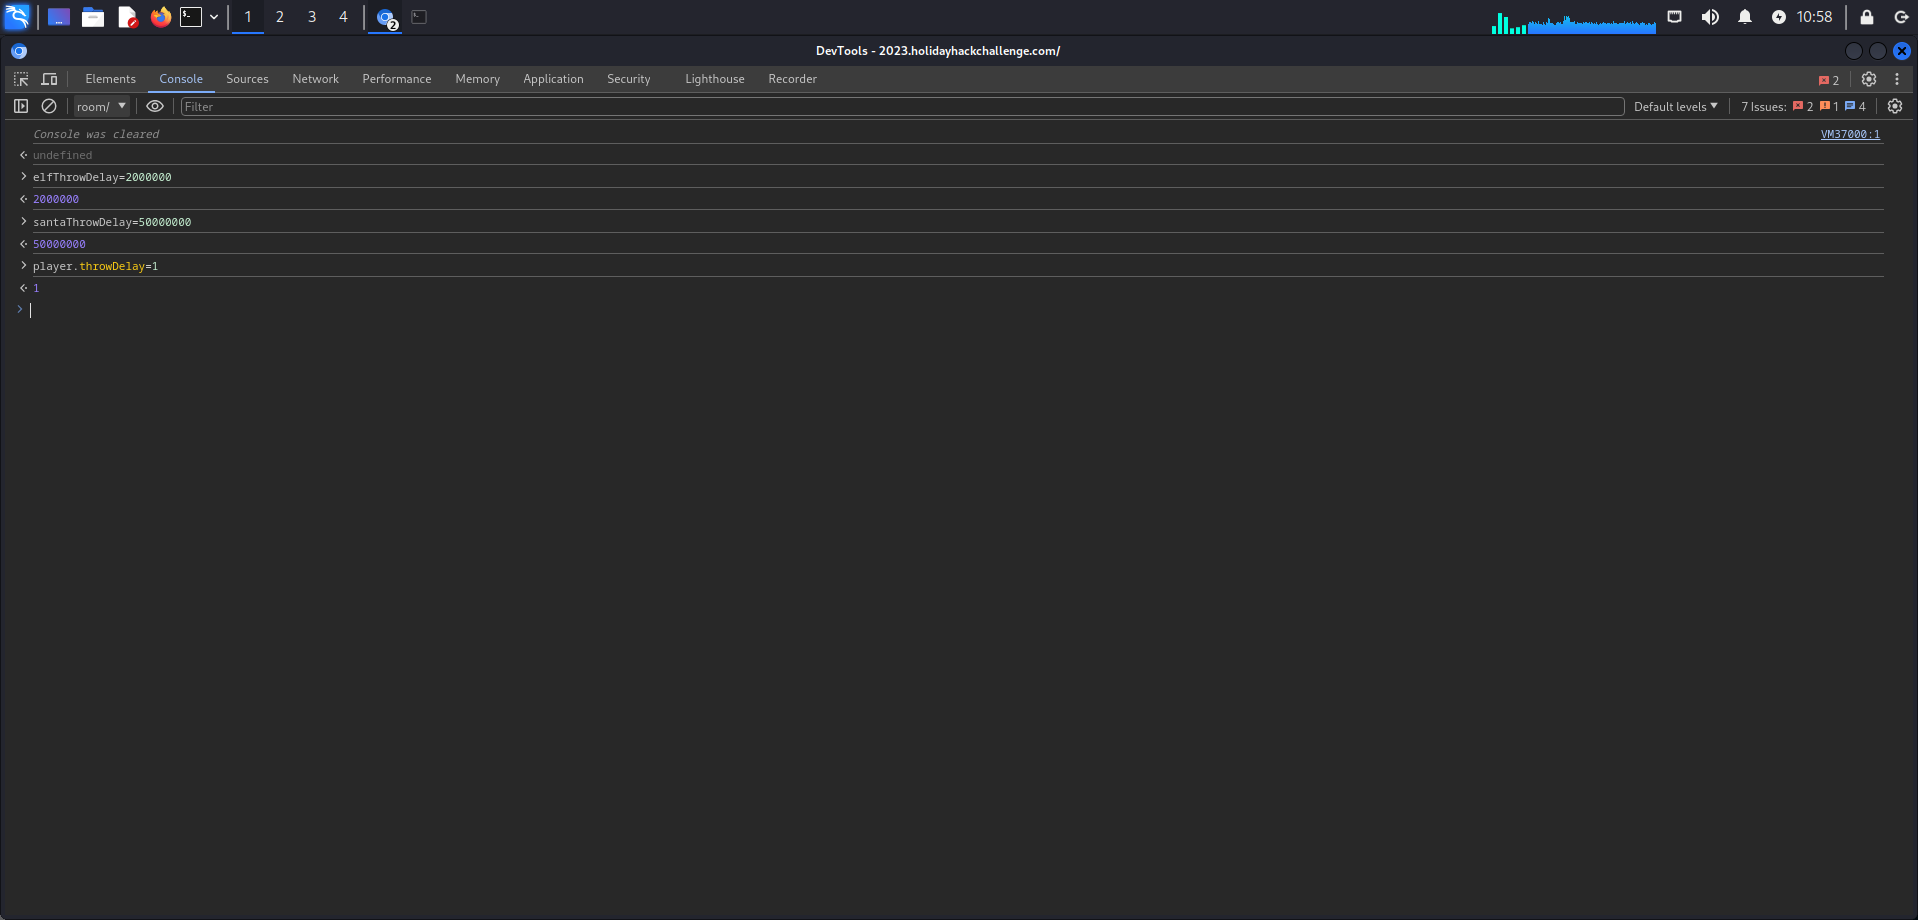 1 2 3 4 2 10:58
DevTools - 2023.holidayhackchallenge.com/
Elements Console Sources Network Performance Memory Application Security Lighthouse Recorder 2
room/ Filter Default levels 7 Issues: 2 1 4
Console was cleared VM37000:1
undefined
elfThrowDelay=2000000
2000000
santaThrowDelay=50000000
50000000
player.throwDelay=1
1